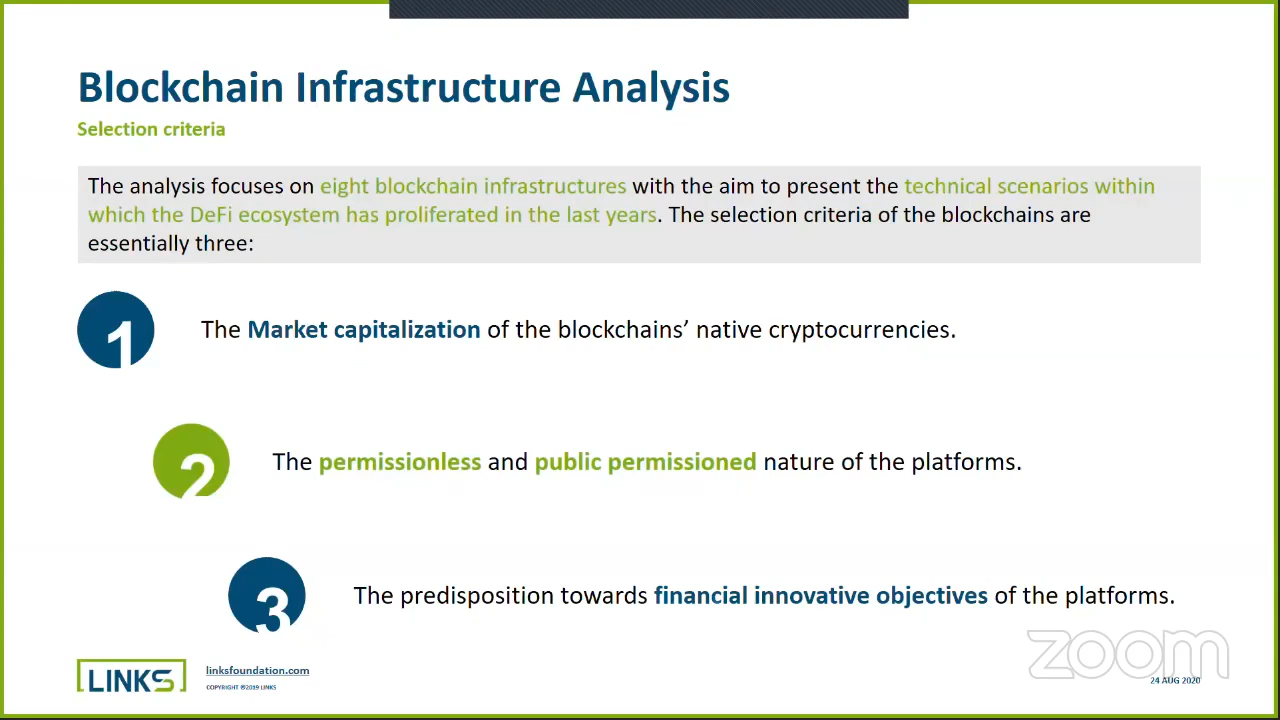 Blockchain Infrastructure Analysis
Selection criteria
The analysis focuses on eight blockchain infrastructures with the aim to present the technical scenarios within
which the DeFi ecosystem has proliferated in the last years. The selection criteria of the blockchains are
essentially three:
1
The Market capitalization of the blockchains’ native cryptocurrencies.
2
The permissionless and public permissioned nature of the platforms.
3
The predisposition towards financial innovative objectives of the platforms.
zoom
LINKS
linksfoundation.com
COPYRIGHT ©2019 LINKS
24 AUG 2020